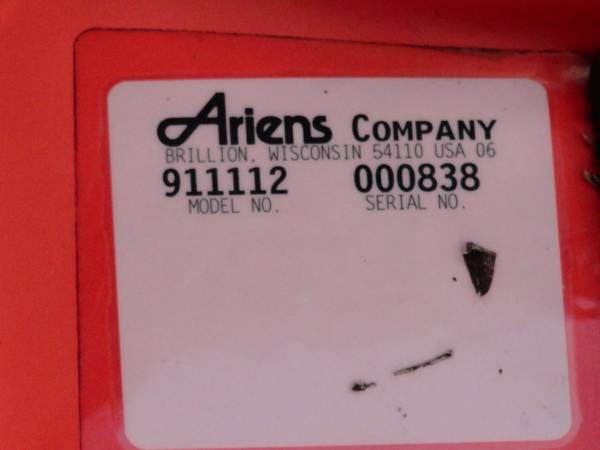 Ariens COMPANY
BRILLION, WISCONSIN 54110 USA 06
911112 000838
MODEL NO. SERIAL NO.